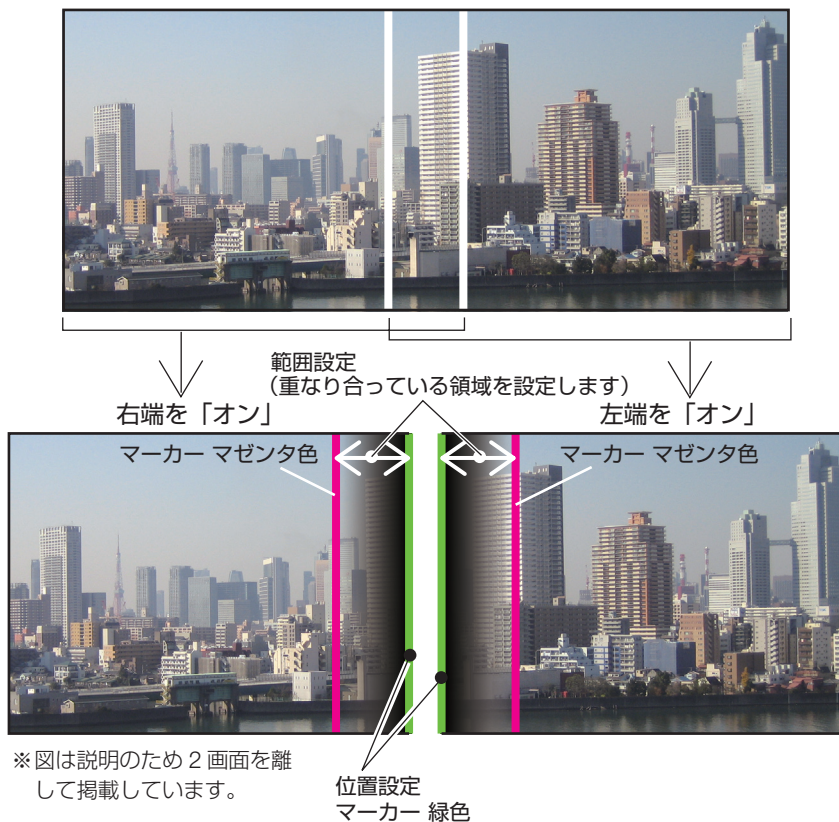 範囲設定
（重なり合っている領域を設定します）
右端を「オン」
左端を「オン」
マーカー マゼンタ色
マーカー マゼンタ色
※図は説明のため 2 画面を離
して掲載しています。
位置設定
マーカー 緑色